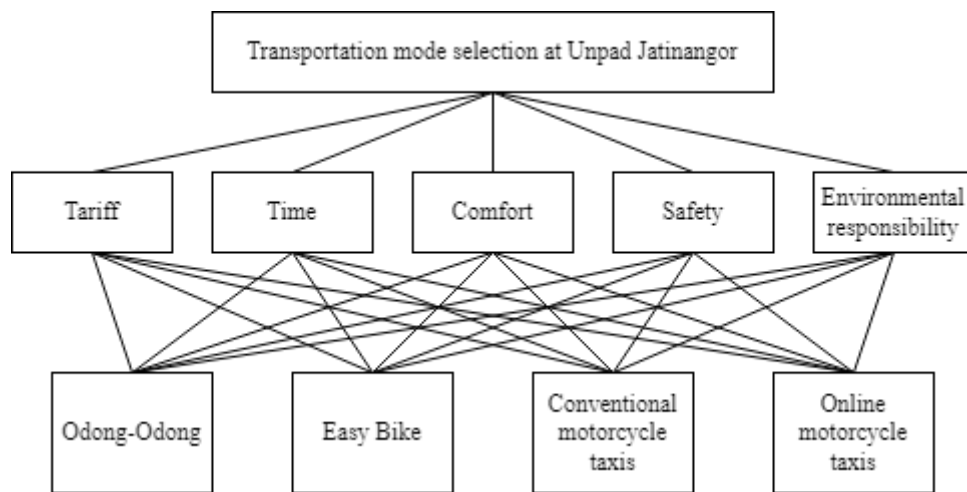 Transportation mode selection at Unpad Jatinangor
Tariff
Time
Comfort
Safety
Environmental
responsibility
Odong-Odong
Easy Bike
Conventional
motorcycle
taxis
Online
motorcycle
taxis